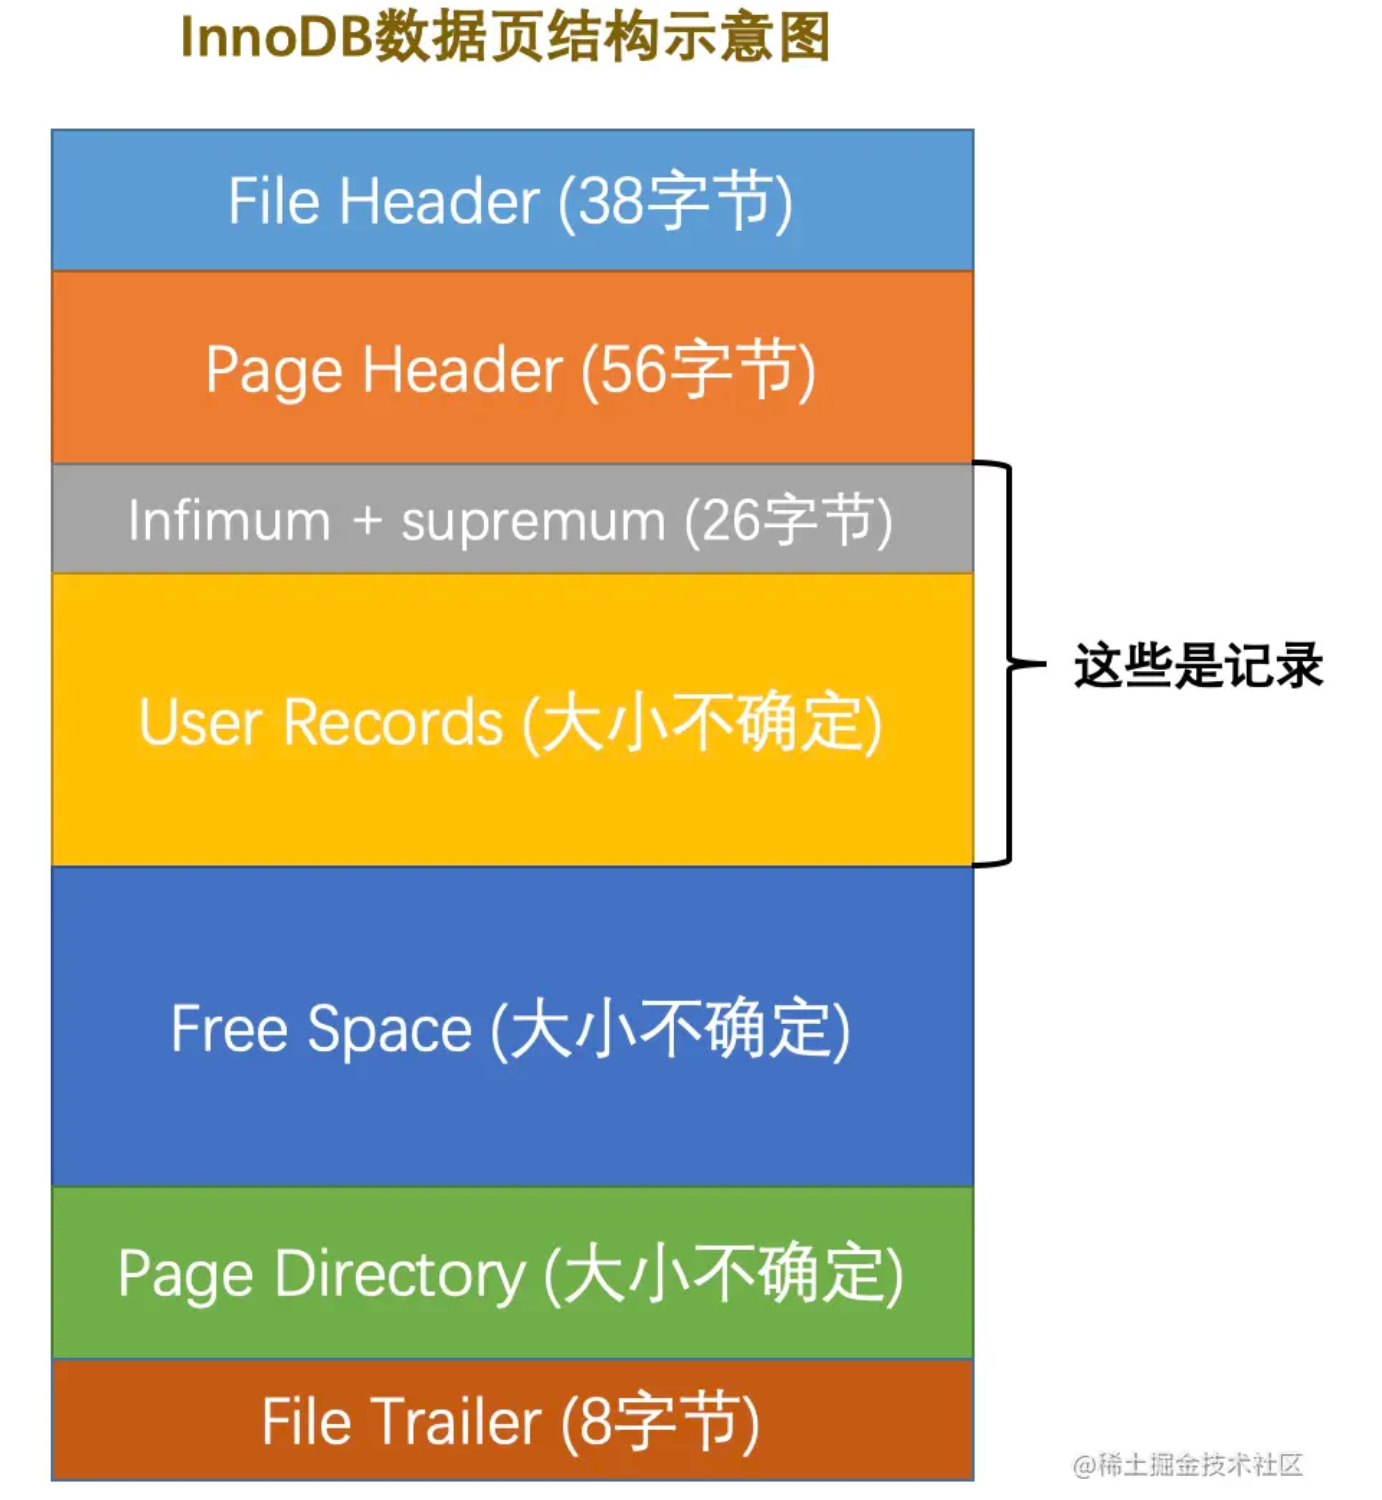 InnoDB数据页结构示意图
File Header (38字节)
Page Header (56字节)
Infimum + supremum (26字节)
User Records (大小不确定)
这些是记录
Free Space (大小不确定)
Page Directory (大小不确定)
File Trailer (8字节)
@稀土掘金技术社区